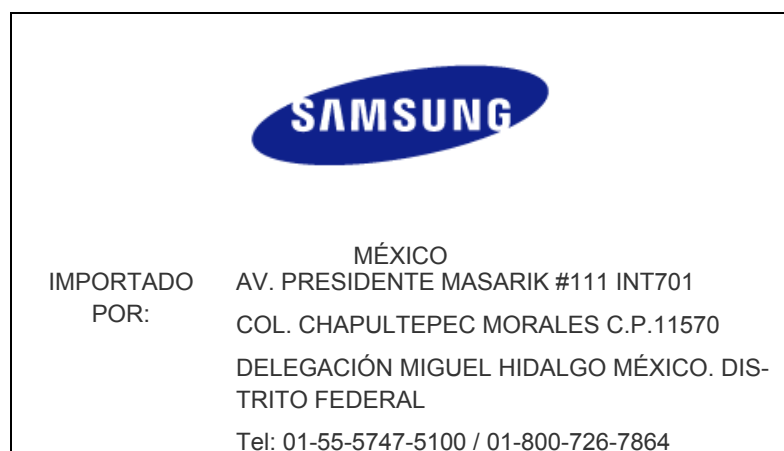 SAMSUNG
MÉXICO
IMPORTADO POR:
AV. PRESIDENTE MASARIK #111 INT701
COL. CHAPULTEPEC MORALES C.P.11570
DELEGACIÓN MIGUEL HIDALGO MÉXICO. DIS-
TRITO FEDERAL
Tel: 01-55-5747-5100 / 01-800-726-7864